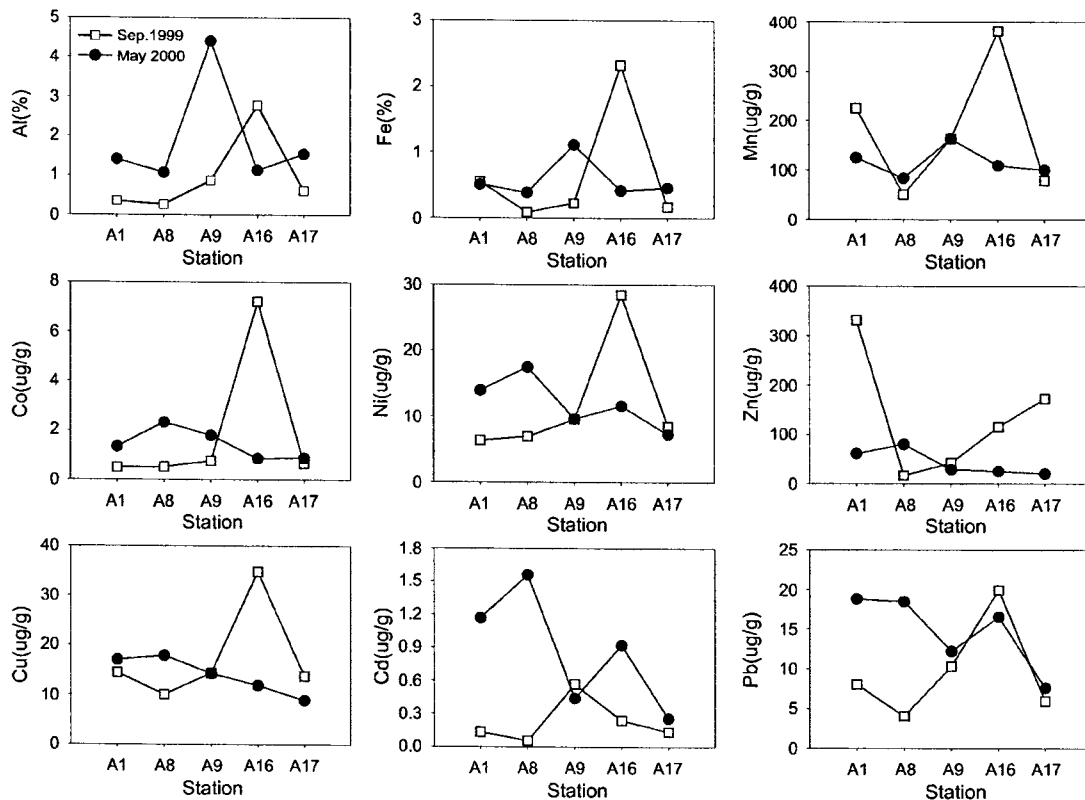 5
4
3
2
1
0
Al(%)
Sep.1999
May 2000
A1 A8 A9 A16 A17
Station
3
2
1
0
Fe(%)
A1 A8 A9 A16 A17
Station
400
300
200
100
0
Mn(ug/g)
A1 A8 A9 A16 A17
Station
8
6
4
2
0
Co(ug/g)
A1 A8 A9 A16 A17
Station
30
20
10
0
Ni(ug/g)
A1 A8 A9 A16 A17
Station
400
300
200
100
0
Zn(ug/g)
A1 A8 A9 A16 A17
Station
40
30
20
10
0
Cu(ug/g)
A1 A8 A9 A16 A17
Station
1.8
1.5
1.2
0.9
0.6
0.3
0.0
Cd(ug/g)
A1 A8 A9 A16 A17
Station
25
20
15
10
5
0
Pb(ug/g)
A1 A8 A9 A16 A17
Station